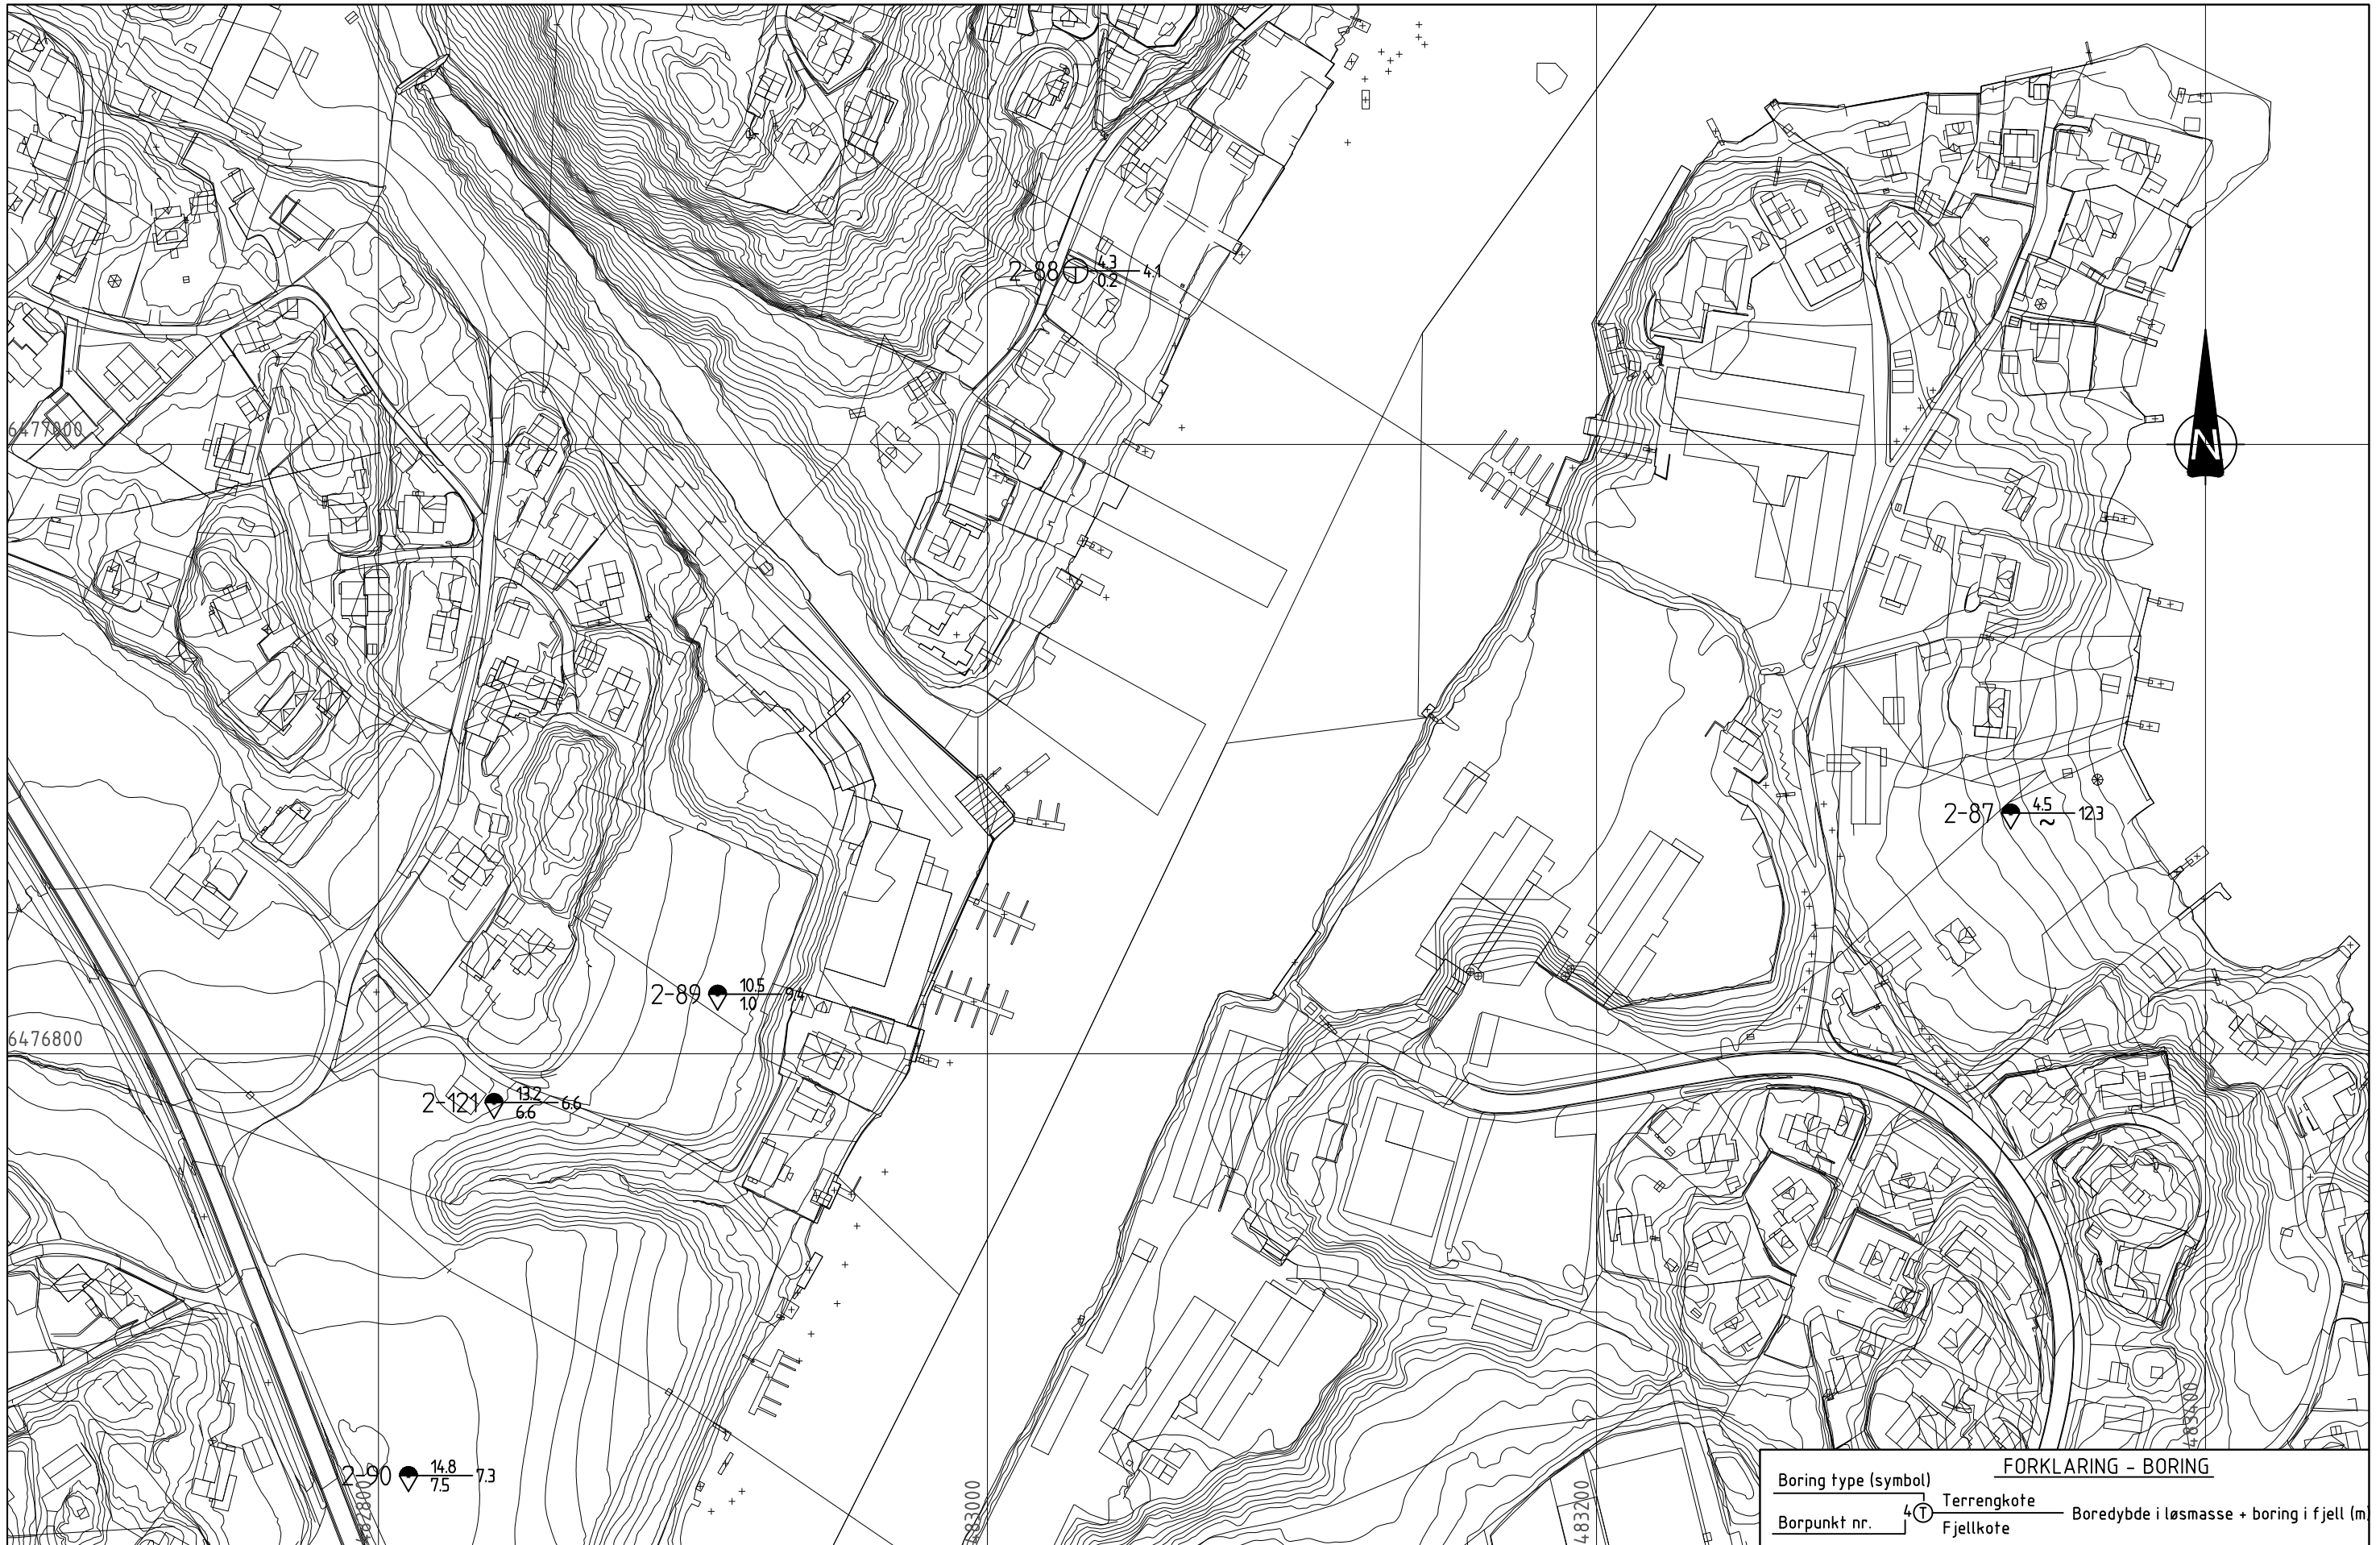 2-88 4.3 4.1
0.2
6477000
N
2-87 4.5 12.3
~
2-89 10.5 9.4
1.0
6476800
2-121 13.2 6.6
6.6
2-90 14.8 7.3
7.5
483000
483200
483400
FORKLARING - BORING
Boring type (symbol)
Borpunkt nr.
4 T
Terrengkote
Fjellkote
Boredybde i løsmasse + boring i fjell (m